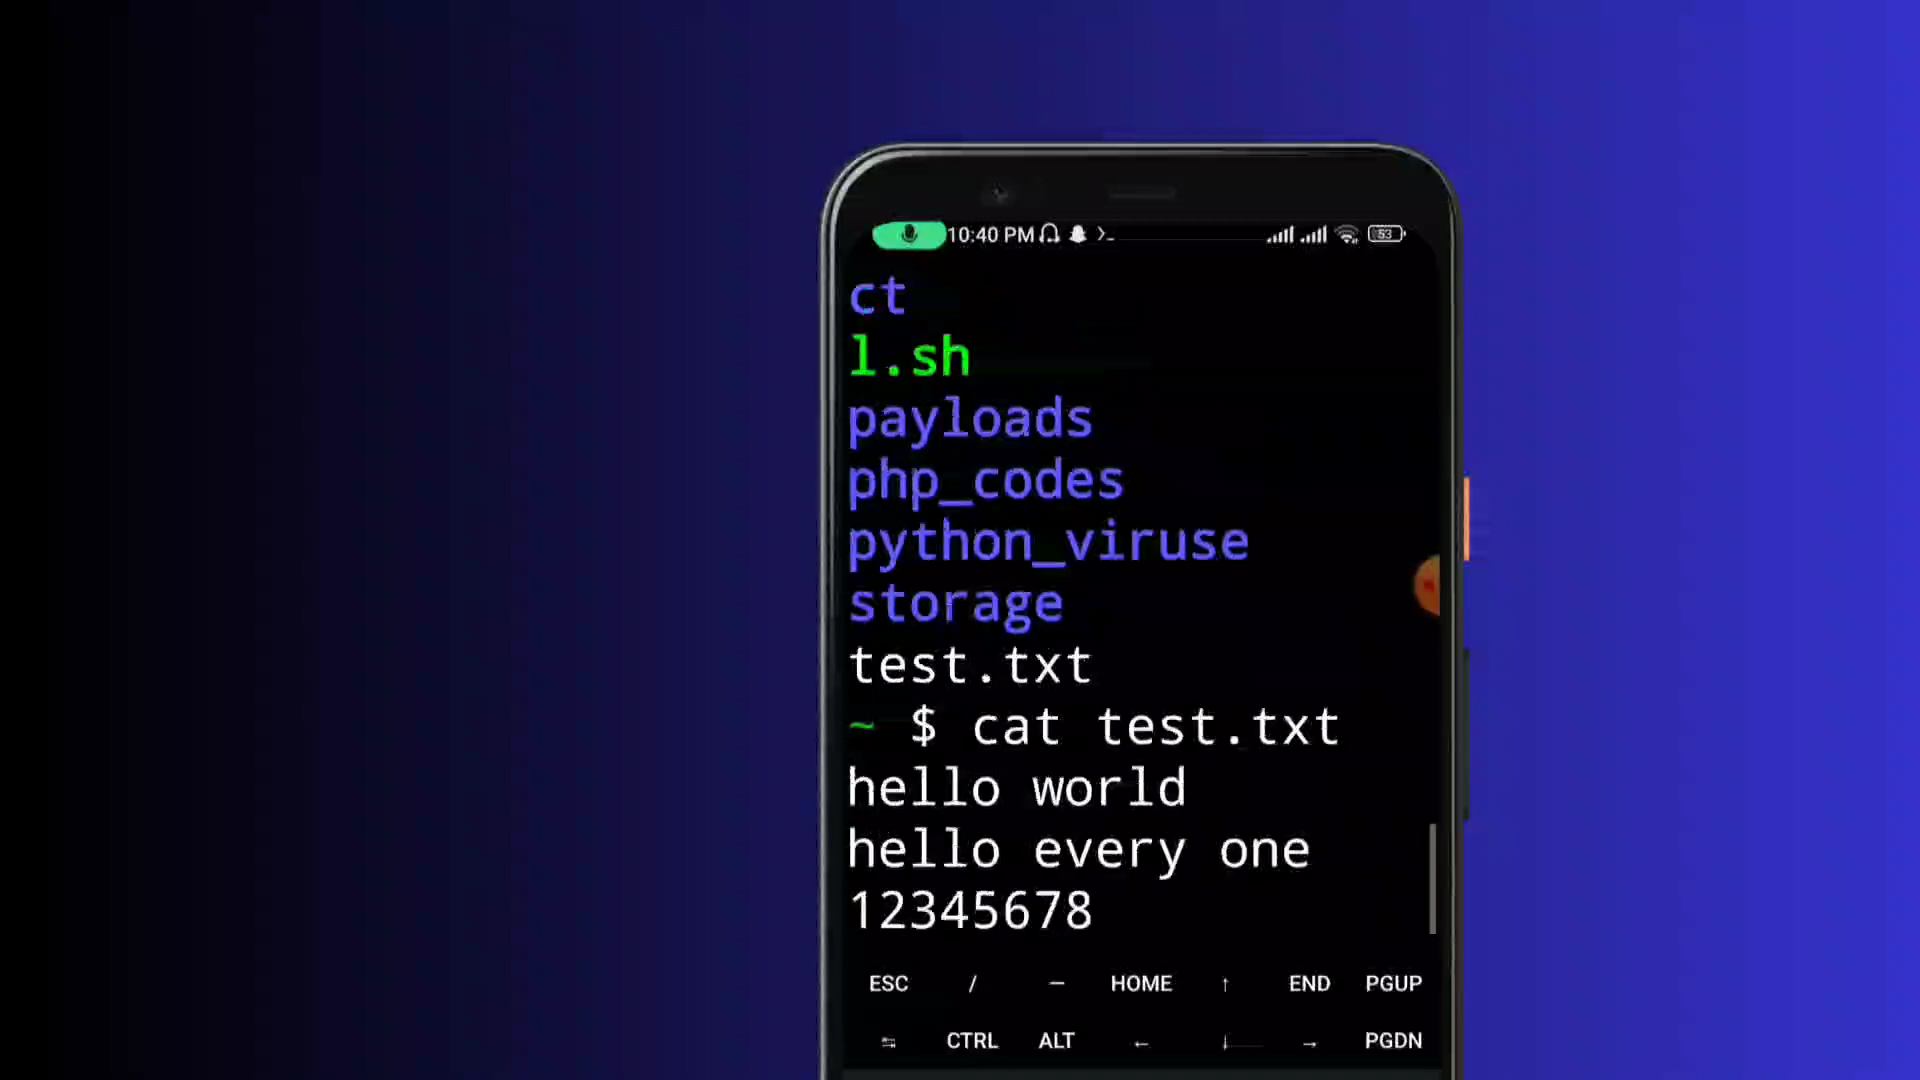 10:40 PM 53
ct
l.sh
payloads
php_codes
python_viruse
storage
test.txt
~ $ cat test.txt
hello world
hello every one
12345678
ESC / — HOME ↑ END PGUP
⇆ CTRL ALT ← ↓ → PGDN